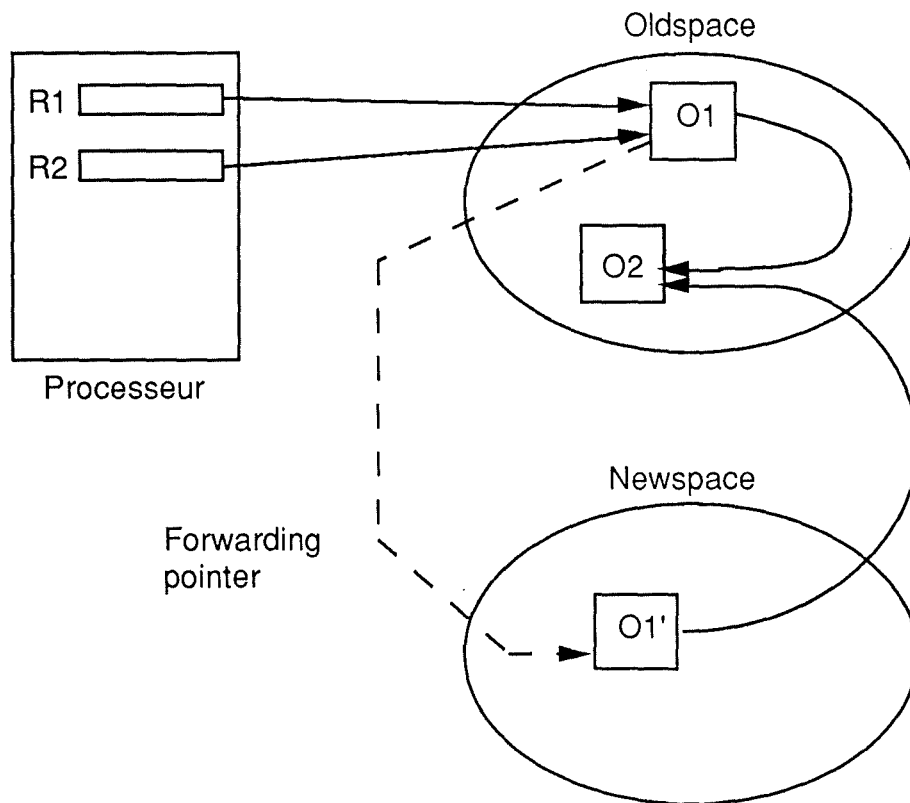 Oldspace
R1
O1
R2
O2
Processeur
Newspace
Forwarding
pointer
O1'